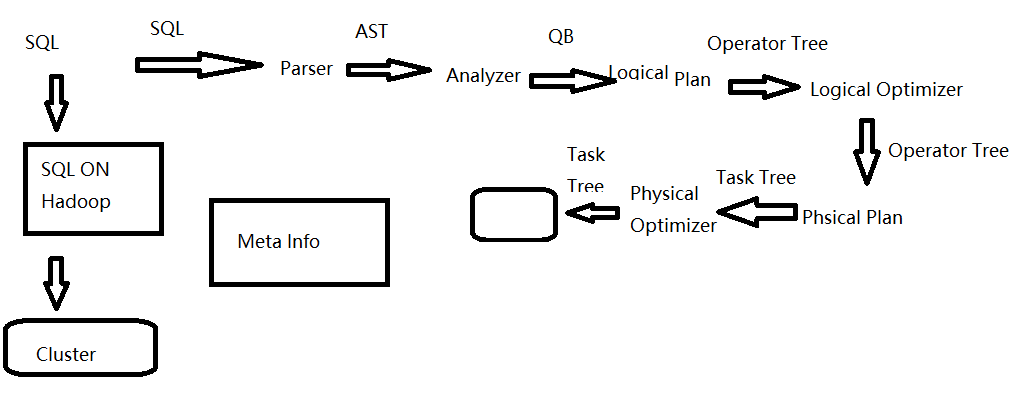 SQL
SQL
AST
QB
Operator Tree
Parser
Analyzer
Logical Plan
Logical Optimizer
Operator Tree
SQL ON
Hadoop
Task
Tree
Physical
Optimizer
Task Tree
Phsical Plan
Meta Info
Cluster